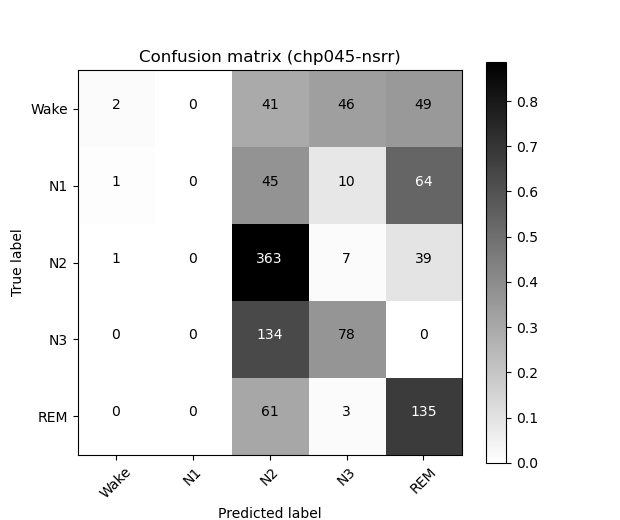 Confusion matrix (chp045-nsrr)
True label
Wake 2 0 41 46 49
N1 1 0 45 10 64
N2 1 0 363 7 39
N3 0 0 134 78 0
REM 0 0 61 3 135
Wake N1 N2 N3 REM
Predicted label
0.8
0.7
0.6
0.5
0.4
0.3
0.2
0.1
0.0